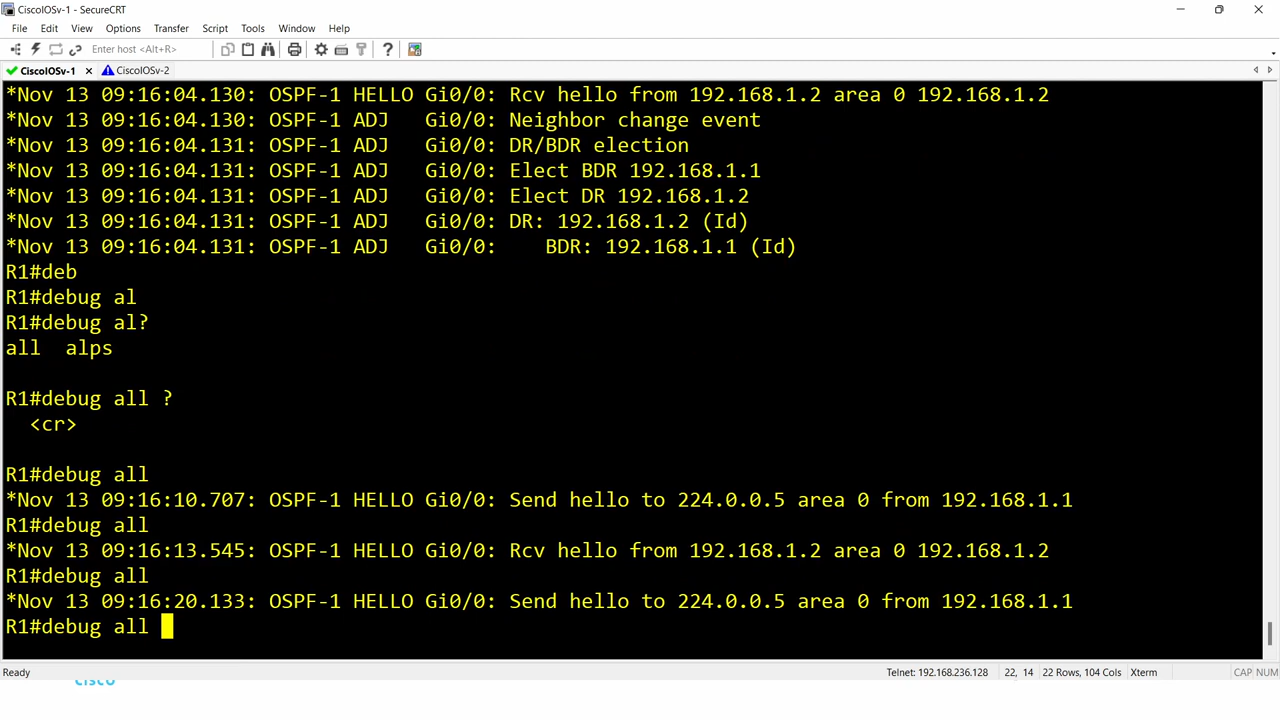 CiscoIOSv-1 - SecureCRT
File Edit View Options Transfer Script Tools Window Help
Enter host <Alt+R>
CiscoIOSv-1 CiscoIOSv-2
*Nov 13 09:16:04.130: OSPF-1 HELLO Gi0/0: Rcv hello from 192.168.1.2 area 0 192.168.1.2
*Nov 13 09:16:04.130: OSPF-1 ADJ   Gi0/0: Neighbor change event
*Nov 13 09:16:04.131: OSPF-1 ADJ   Gi0/0: DR/BDR election
*Nov 13 09:16:04.131: OSPF-1 ADJ   Gi0/0: Elect BDR 192.168.1.1
*Nov 13 09:16:04.131: OSPF-1 ADJ   Gi0/0: Elect DR 192.168.1.2
*Nov 13 09:16:04.131: OSPF-1 ADJ   Gi0/0: DR: 192.168.1.2 (Id)
*Nov 13 09:16:04.131: OSPF-1 ADJ   Gi0/0:    BDR: 192.168.1.1 (Id)
R1#deb
R1#debug al
R1#debug al?
all  alps
R1#debug all ?
  <cr>
R1#debug all
*Nov 13 09:16:10.707: OSPF-1 HELLO Gi0/0: Send hello to 224.0.0.5 area 0 from 192.168.1.1
R1#debug all
*Nov 13 09:16:13.545: OSPF-1 HELLO Gi0/0: Rcv hello from 192.168.1.2 area 0 192.168.1.2
R1#debug all
*Nov 13 09:16:20.133: OSPF-1 HELLO Gi0/0: Send hello to 224.0.0.5 area 0 from 192.168.1.1
R1#debug all
Ready Telnet: 192.168.236.128 22, 14 22 Rows, 104 Cols Xterm CAP NUM
cisco